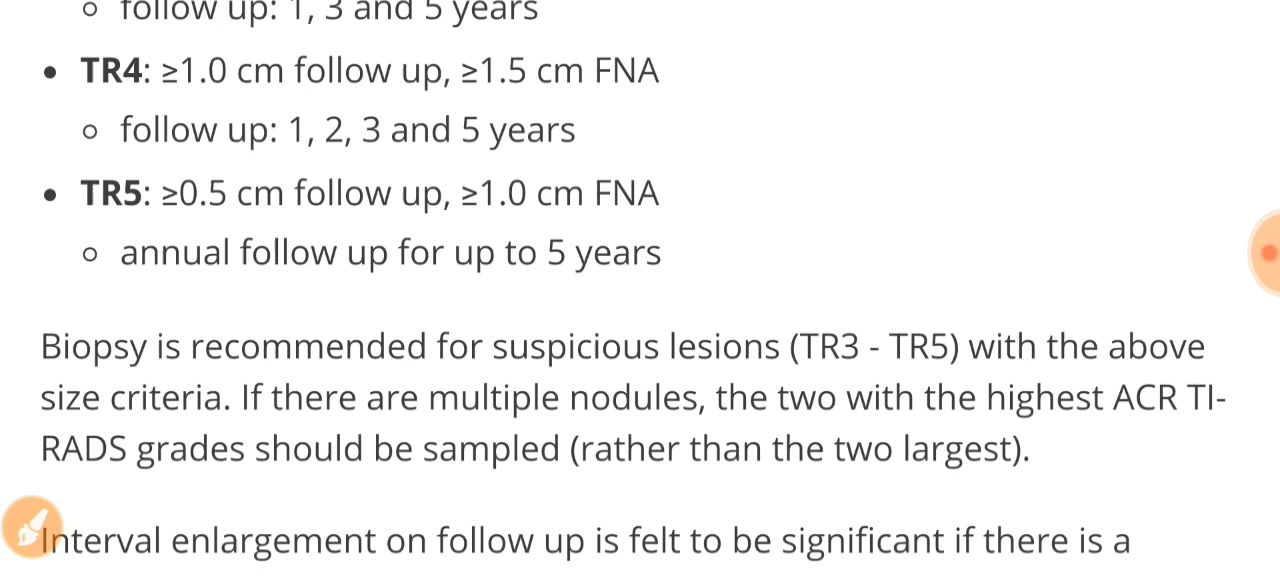 follow up: 1, 3 and 5 years
TR4: ≥1.0 cm follow up, ≥1.5 cm FNA
follow up: 1, 2, 3 and 5 years
TR5: ≥0.5 cm follow up, ≥1.0 cm FNA
annual follow up for up to 5 years
Biopsy is recommended for suspicious lesions (TR3 - TR5) with the above
size criteria. If there are multiple nodules, the two with the highest ACR TI-
RADS grades should be sampled (rather than the two largest).
Interval enlargement on follow up is felt to be significant if there is a